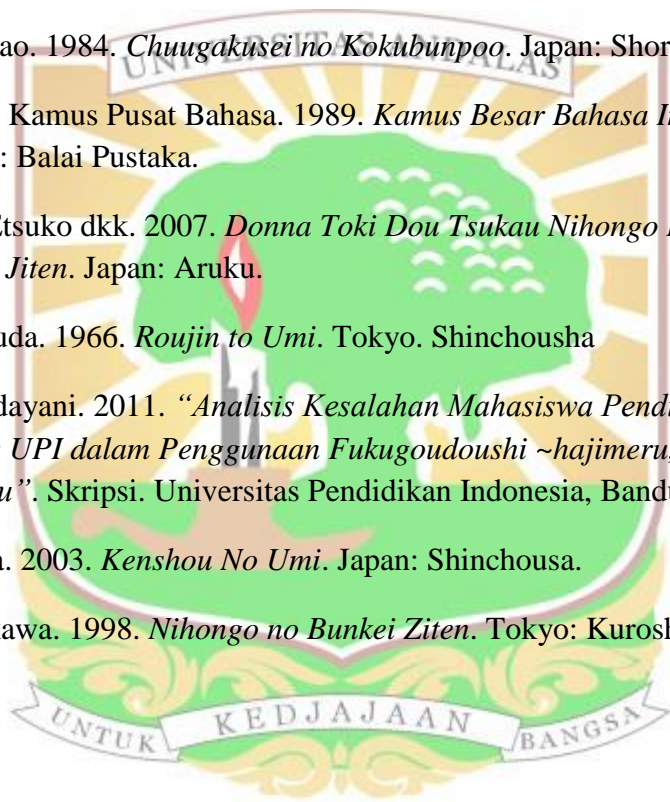 ao. 1984. Chuugakusei no Kokubunpoo. Japan: Shor
UNIVERSITAS ANDALAS
Kamus Pusat Bahasa. 1989. Kamus Besar Bahasa I
: Balai Pustaka.
Etsuko dkk. 2007. Donna Toki Dou Tsukau Nihongo
Jiten. Japan: Aruku.
uda. 1966. Roujin to Umi. Tokyo. Shinchousha
dayani. 2011. “Analisis Kesalahan Mahasiswa Pendi
UPI dalam Penggunaan Fukugoudoushi ~hajimeru,
u”. Skripsi. Universitas Pendidikan Indonesia, Bandu
a. 2003. Kenshou No Umi. Japan: Shinchousa.
kawa. 1998. Nihongo no Bunkei Ziten. Tokyo: Kurosh
UNTUK KEDJAJAAN BANGSA